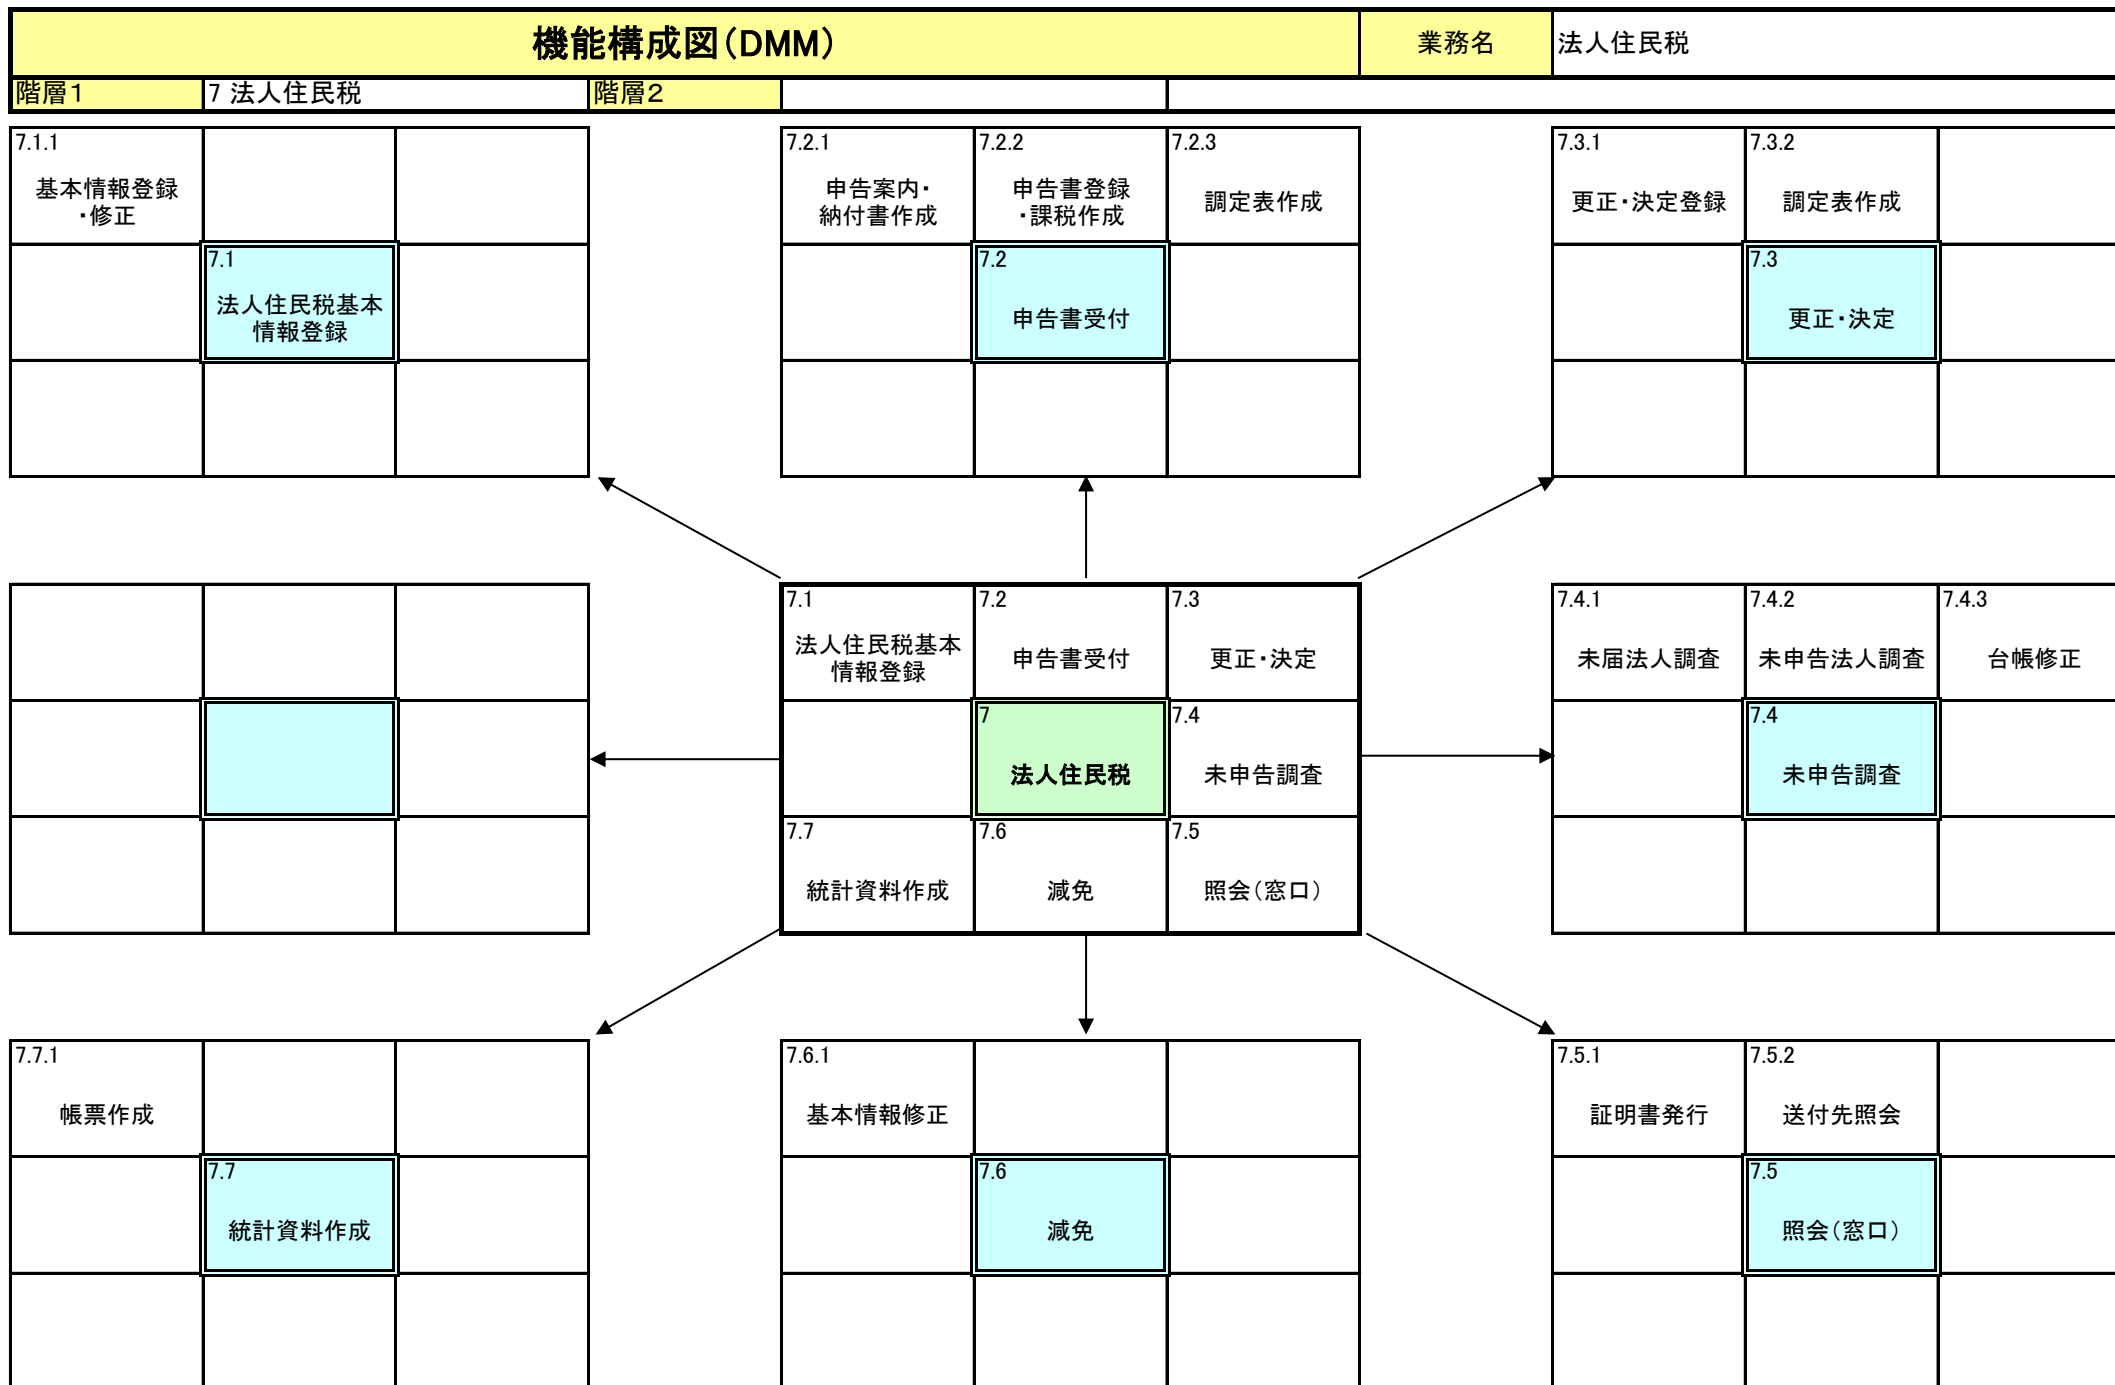 機能構成図(DMM)
業務名
法人住民税
階層1
7 法人住民税
階層2
7.1.1
基本情報登録
・修正
7.1
法人住民税基本
情報登録
7.2.1
申告案内・
納付書作成
7.2.2
申告書登録
・課税作成
7.2.3
調定表作成
7.2
申告書受付
7.3.1
更正・決定登録
7.3.2
調定表作成
7.3
更正・決定
7.1
法人住民税基本
情報登録
7.2
申告書受付
7.3
更正・決定
7
法人住民税
7.4
未申告調査
7.7
統計資料作成
7.6
減免
7.5
照会(窓口)
7.4.1
未届法人調査
7.4.2
未申告法人調査
7.4.3
台帳修正
7.4
未申告調査
7.7.1
帳票作成
7.7
統計資料作成
7.6.1
基本情報修正
7.6
減免
7.5.1
証明書発行
7.5.2
送付先照会
7.5
照会(窓口)